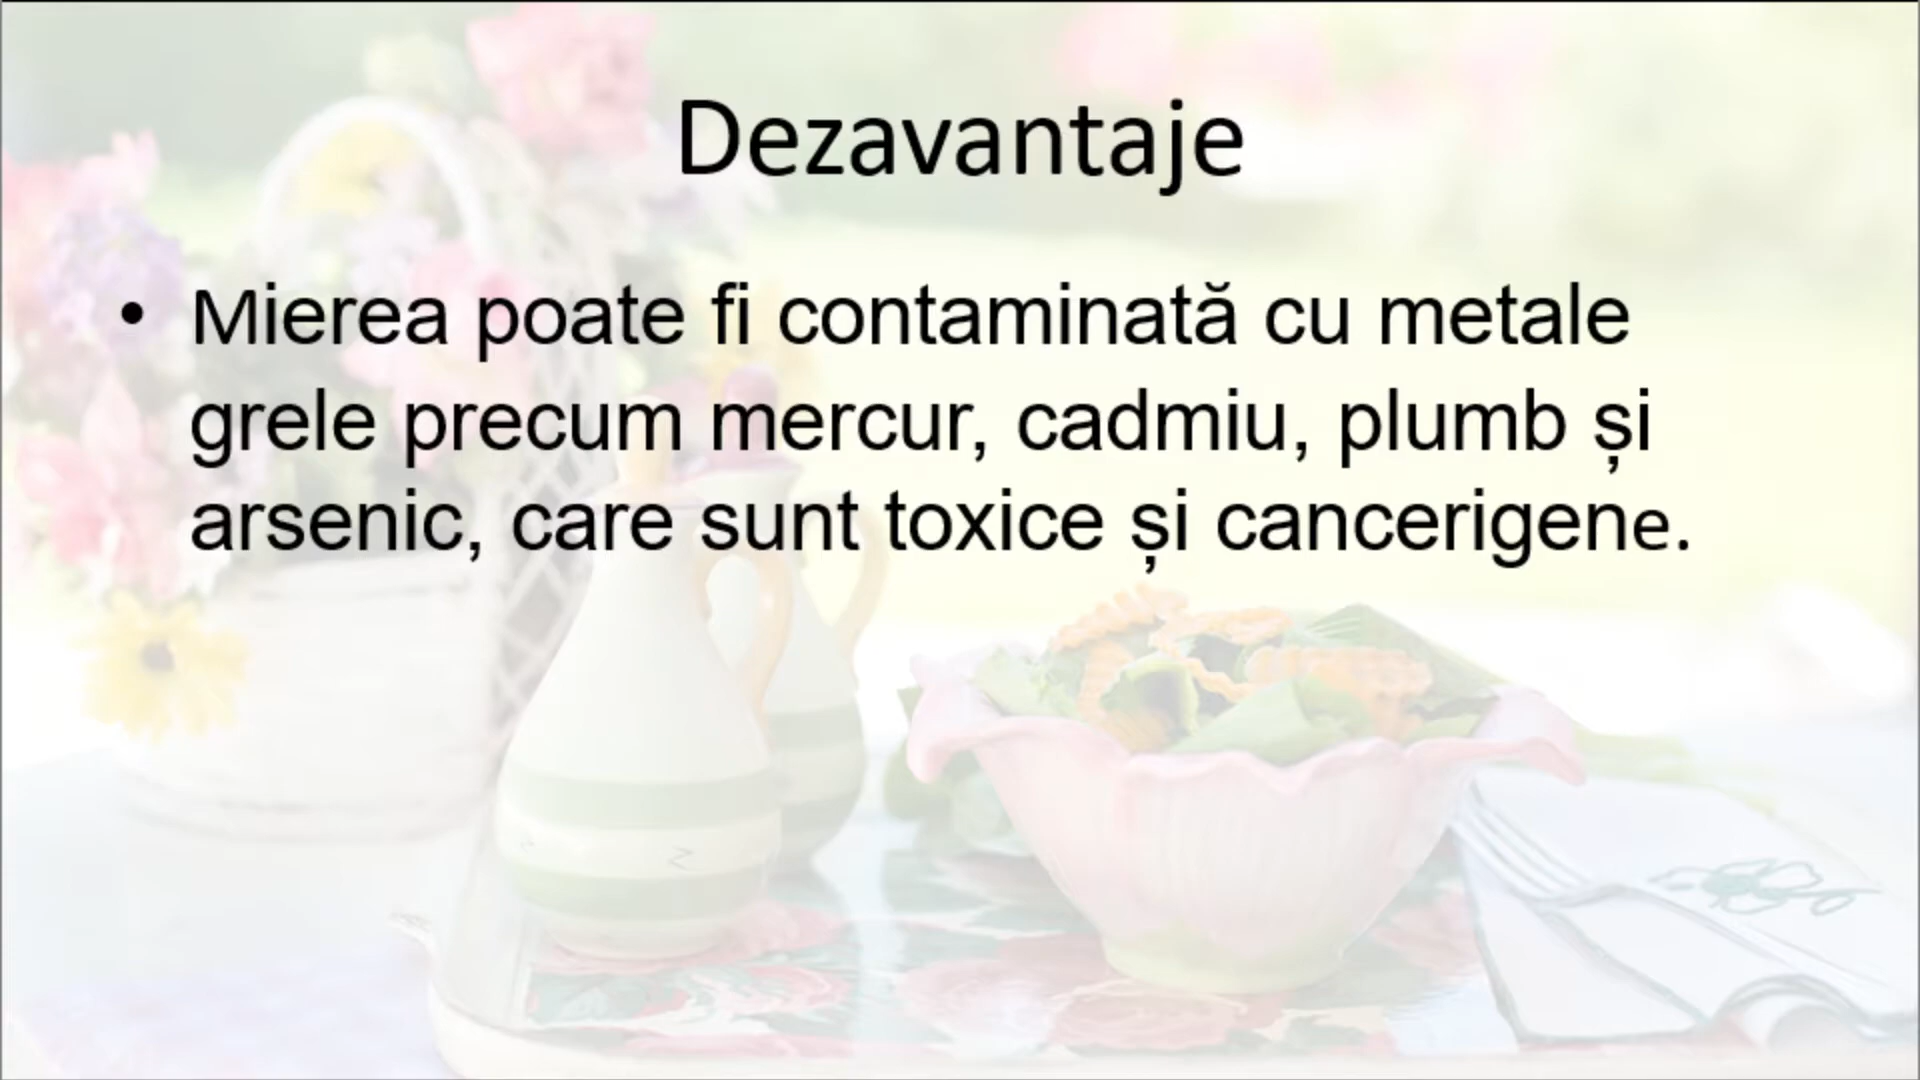 Dezavantaje
• Mierea poate fi contaminată cu metale
grele precum mercur, cadmiu, plumb și
arsenic, care sunt toxice și cancerigene.